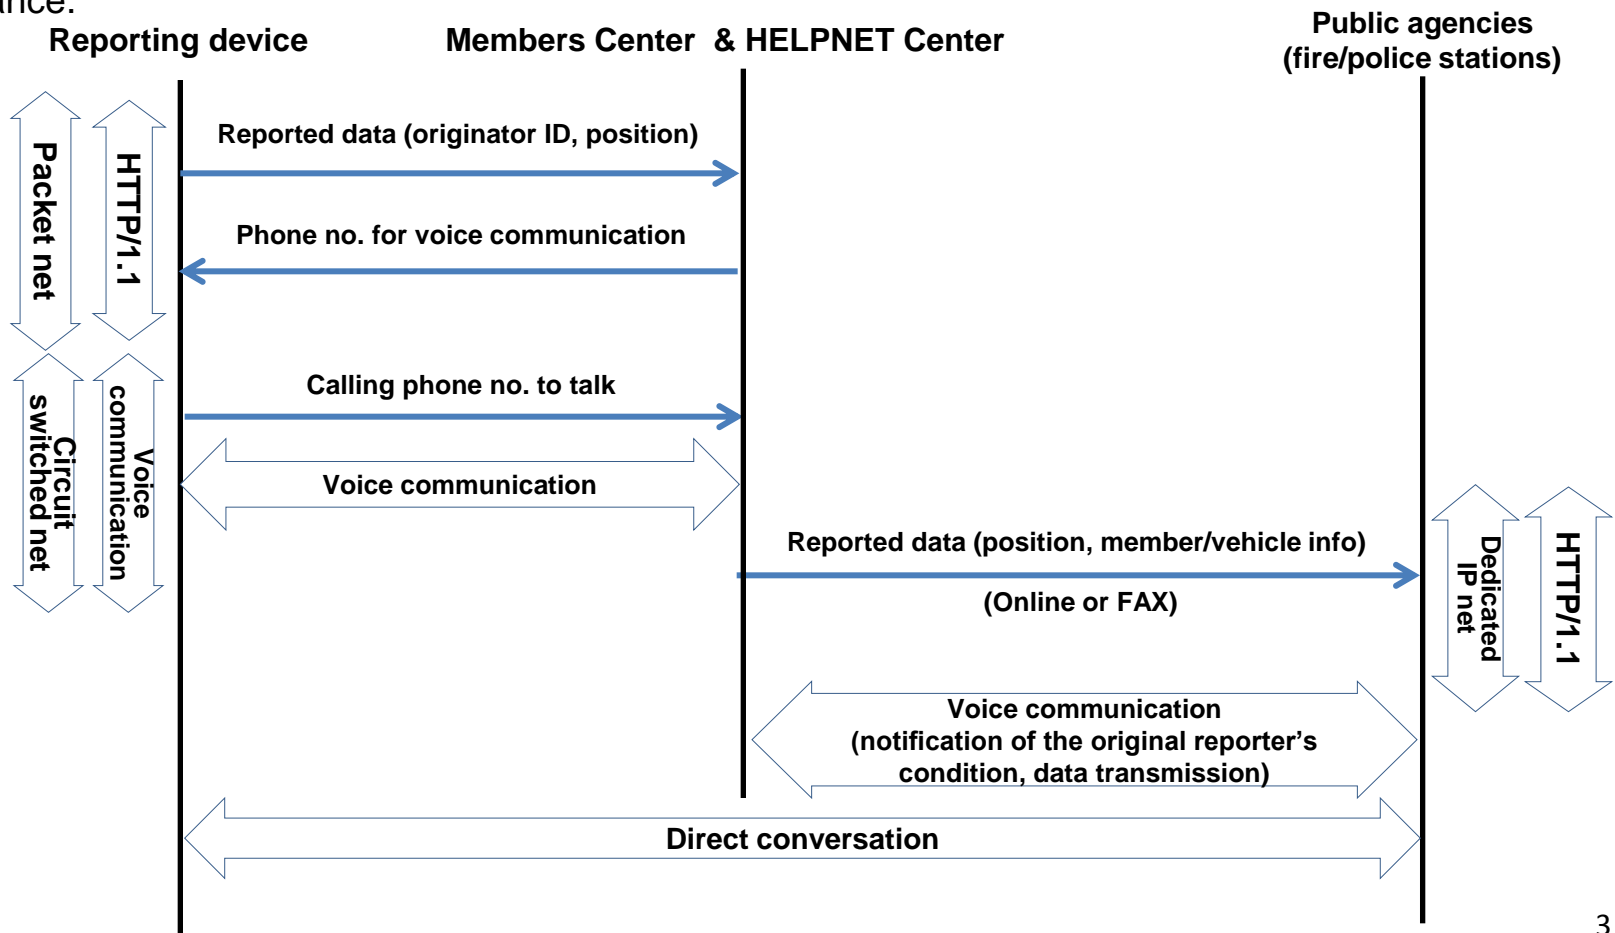 ance.
Reporting device
Members Center & HELPNET Center
Public agencies
(fire/police stations)
Packet net
HTTP/1.1
Reported data (originator ID, position)
Phone no. for voice communication
Circuit
switched net
Voice
communication
Calling phone no. to talk
Voice communication
Reported data (position, member/vehicle info)
(Online or FAX)
Dedicated
IP net
HTTP/1.1
Voice communication
(notification of the original reporter’s
condition, data transmission)
Direct conversation
3